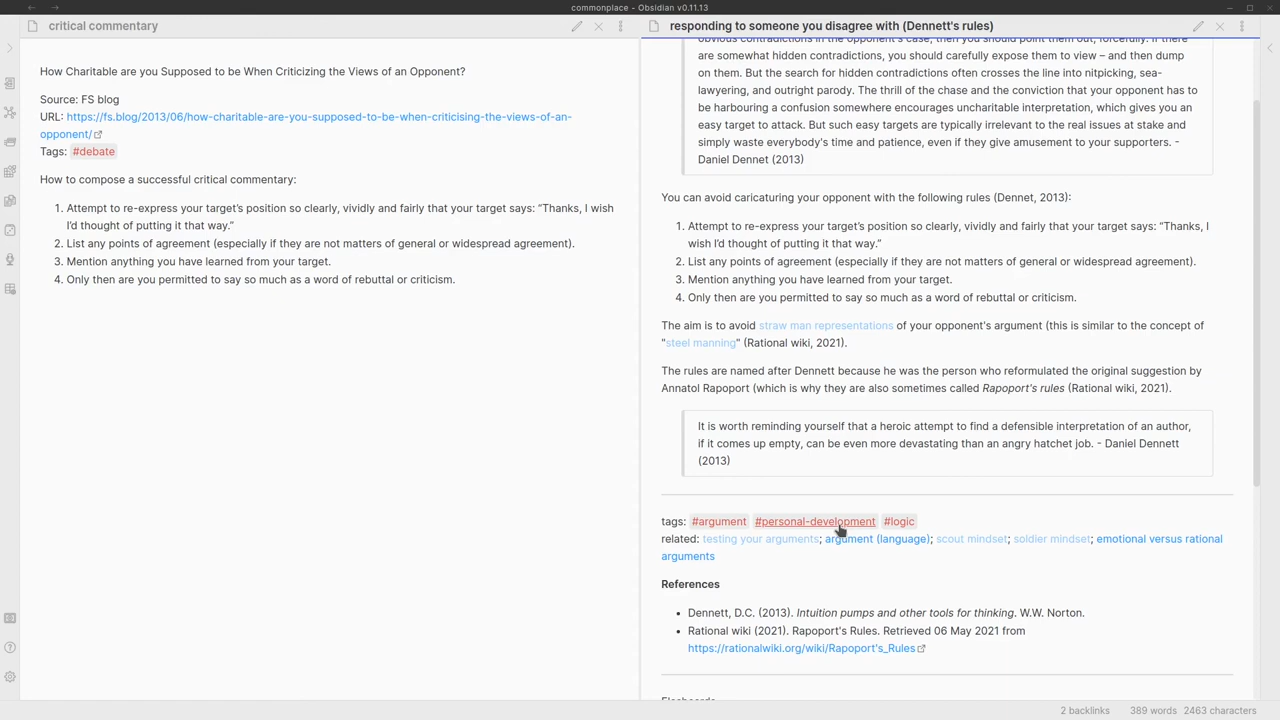 commonplace - Obsidian v0.11.13
critical commentary
How Charitable are you Supposed to be When Criticizing the Views of an Opponent?
Source: FS blog
URL: https://fs.blog/2013/06/how-charitable-are-you-supposed-to-be-when-criticising-the-views-of-an-
opponent/
Tags: #debate
How to compose a successful critical commentary:
1. Attempt to re-express your target's position so clearly, vividly and fairly that your target says: “Thanks, I wish
I'd thought of putting it that way.”
2. List any points of agreement (especially if they are not matters of general or widespread agreement).
3. Mention anything you have learned from your target.
4. Only then are you permitted to say so much as a word of rebuttal or criticism.
responding to someone you disagree with (Dennett's rules)
obvious contradictions in the opponent's case, then you should point them out, forcefully. If there
are somewhat hidden contradictions, you should carefully expose them to view – and then dump
on them. But the search for hidden contradictions often crosses the line into nitpicking, sea-
lawyering, and outright parody. The thrill of the chase and the conviction that your opponent has to
be harbouring a confusion somewhere encourages uncharitable interpretation, which gives you an
easy target to attack. But such easy targets are typically irrelevant to the real issues at stake and
simply waste everybody's time and patience, even if they give amusement to your supporters. -
Daniel Dennet (2013)
You can avoid caricaturing your opponent with the following rules (Dennet, 2013):
1. Attempt to re-express your target's position so clearly, vividly and fairly that your target says: “Thanks, I
wish I'd thought of putting it that way.”
2. List any points of agreement (especially if they are not matters of general or widespread agreement).
3. Mention anything you have learned from your target.
4. Only then are you permitted to say so much as a word of rebuttal or criticism.
The aim is to avoid straw man representations of your opponent's argument (this is similar to the concept of
"steel manning" (Rational wiki, 2021).
The rules are named after Dennett because he was the person who reformulated the original suggestion by
Annatol Rapoport (which is why they are also sometimes called Rapoport's rules (Rational wiki, 2021).
It is worth reminding yourself that a heroic attempt to find a defensible interpretation of an author,
if it comes up empty, can be even more devastating than an angry hatchet job. - Daniel Dennett
(2013)
tags: #argument #personal-development #logic
related: testing your arguments; argument (language); scout mindset; soldier mindset; emotional versus rational
arguments
References
• Dennett, D.C. (2013). Intuition pumps and other tools for thinking. W.W. Norton.
• Rational wiki (2021). Rapoport's Rules. Retrieved 06 May 2021 from
https://rationalwiki.org/wiki/Rapoport's_Rules
Flashcards
2 backlinks 389 words 2463 characters